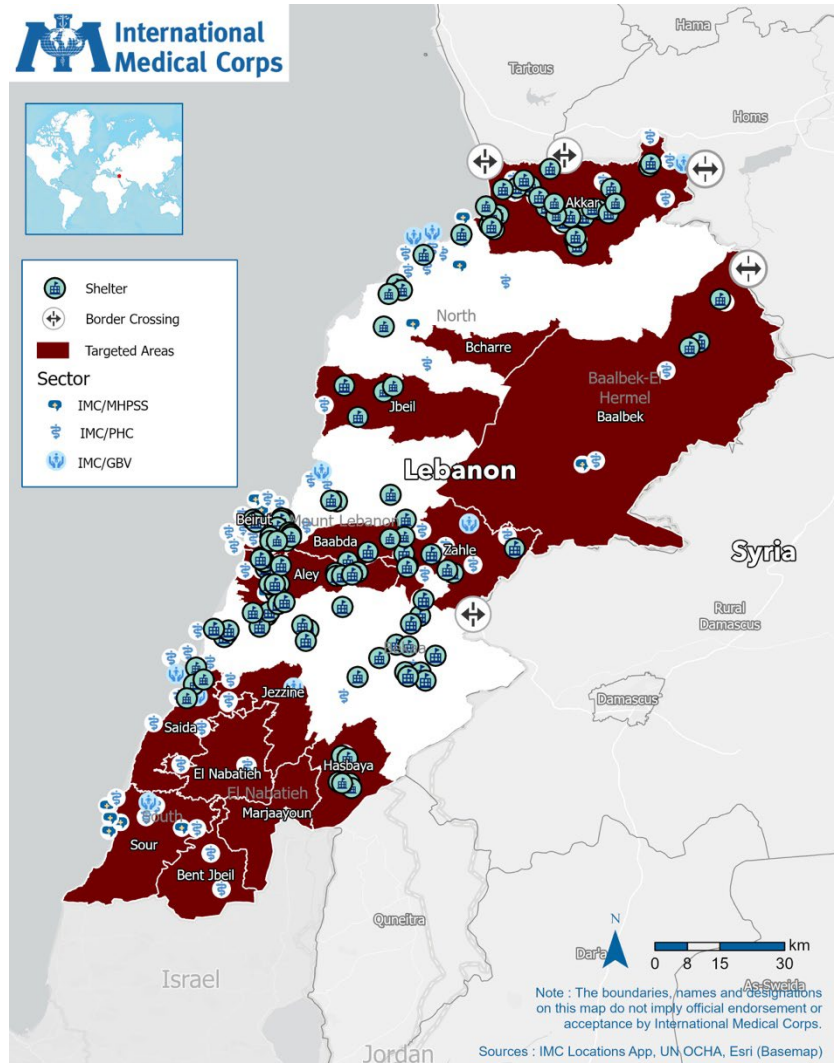 International
Medical Corps
Hama
Tartous
Homs
Shelter
Border Crossing
Targeted Areas
Sector
IMC/MHPSS
IMC/PHC
IMC/GBV
Akkar
North
Bcharre
Baalbek-El
Hermel
Baalbek
Jbeil
Lebanon
Beirut
Mount Lebanon
Baabda
Zahle
Aley
Syria
Rural
Damascus
Damascus
Jezzine
Saida
Hasbaya
El Nabatieh
El Nabatieh
Marjaayoun
South
Sour
Bent Jbeil
Quneitra
N
km
0 8 15 30
Dar'a
As-Sweida
Israel
Jordan
Note : The boundaries, names and designations
on this map do not imply official endorsement or
acceptance by International Medical Corps.
Sources : IMC Locations App, UN OCHA, Esri (Basemap)